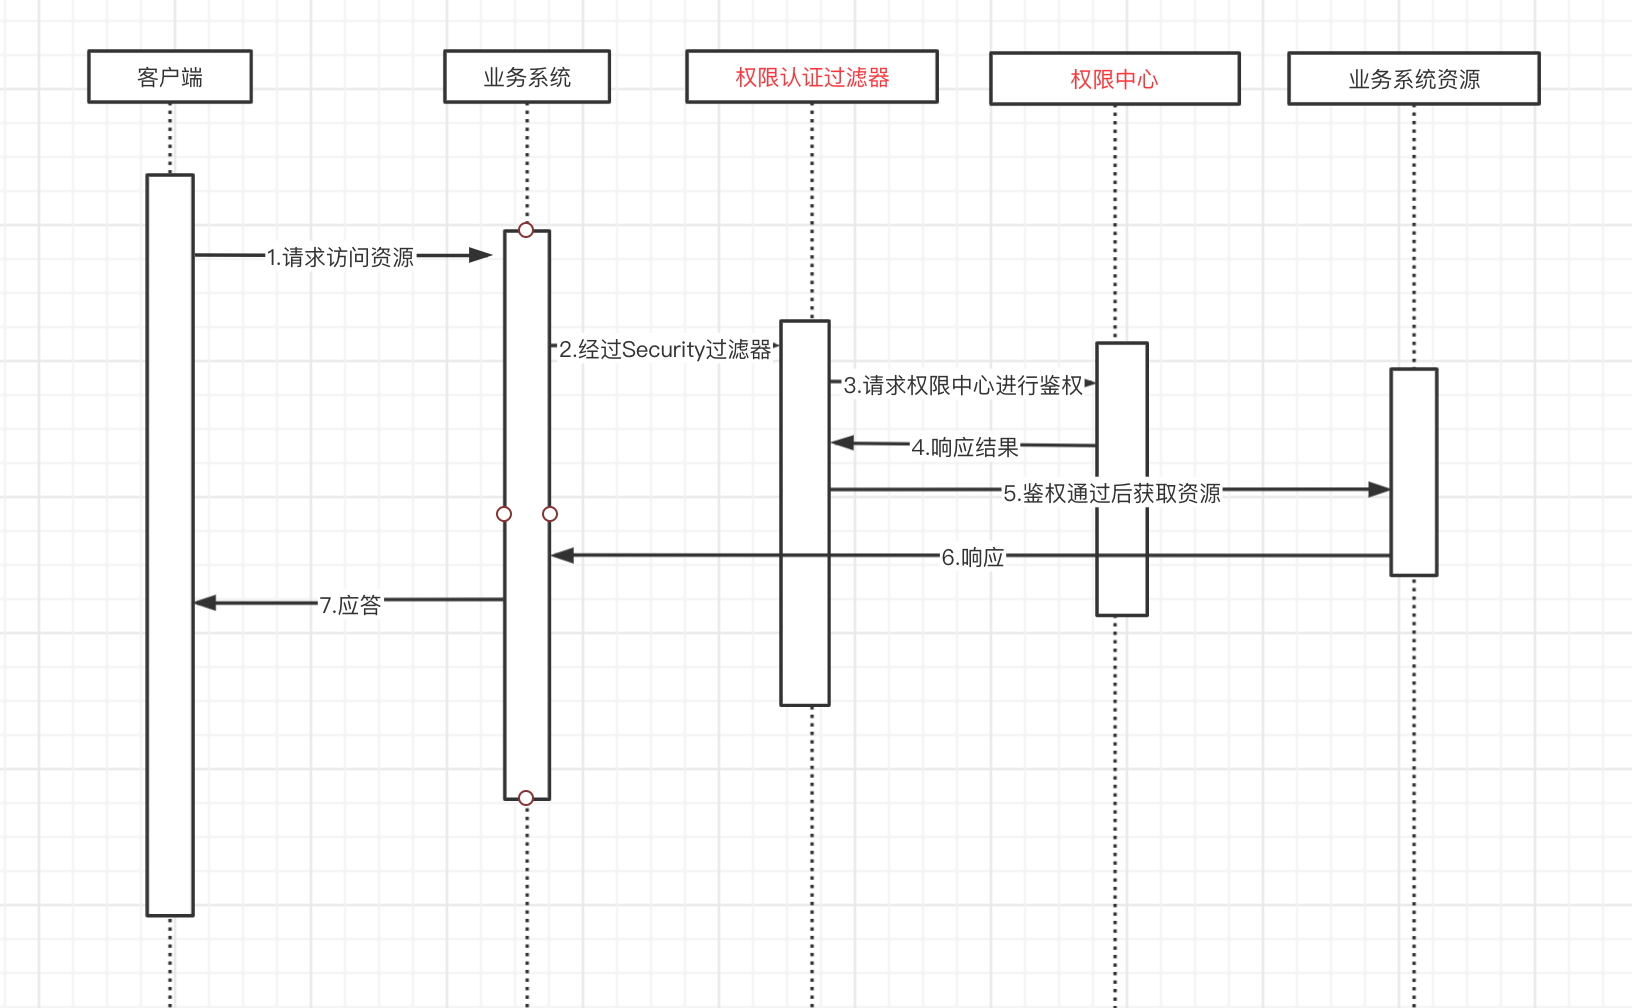 客户端
业务系统
权限认证过滤器
权限中心
业务系统资源
1.请求访问资源
2.经过Security过滤器
3.请求权限中心进行鉴权
4.响应结果
5.鉴权通过后获取资源
6.响应
7.应答